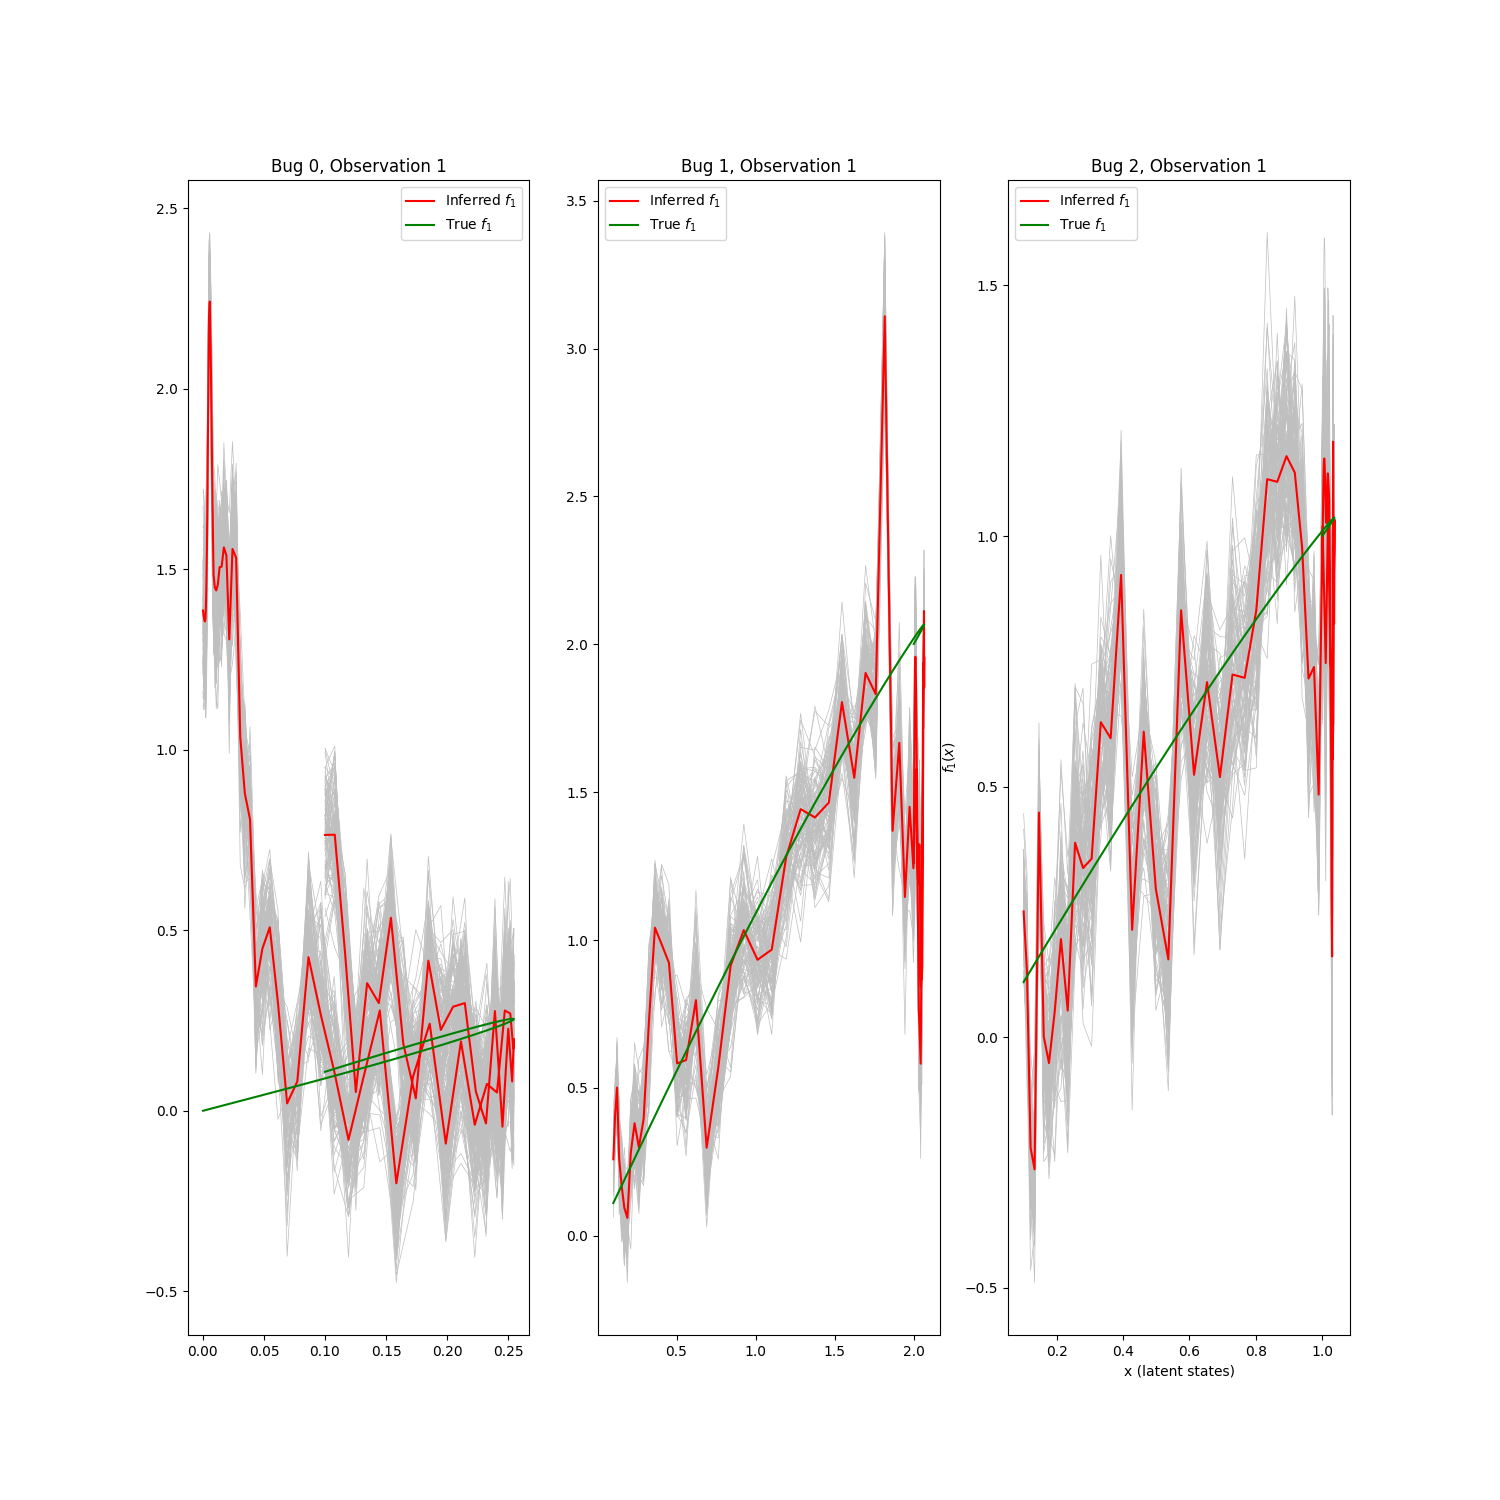 Bug 0, Observation 1
Inferred f₁
True f₁
2.5
2.0
1.5
1.0
0.5
0.0
−0.5
0.00 0.05 0.10 0.15 0.20 0.25
Bug 1, Observation 1
Inferred f₁
True f₁
3.5
3.0
2.5
2.0
1.5
1.0
0.5
0.0
0.5 1.0 1.5 2.0
Bug 2, Observation 1
Inferred f₁
True f₁
f₁(x)
1.5
1.0
0.5
0.0
−0.5
0.2 0.4 0.6 0.8 1.0
x (latent states)